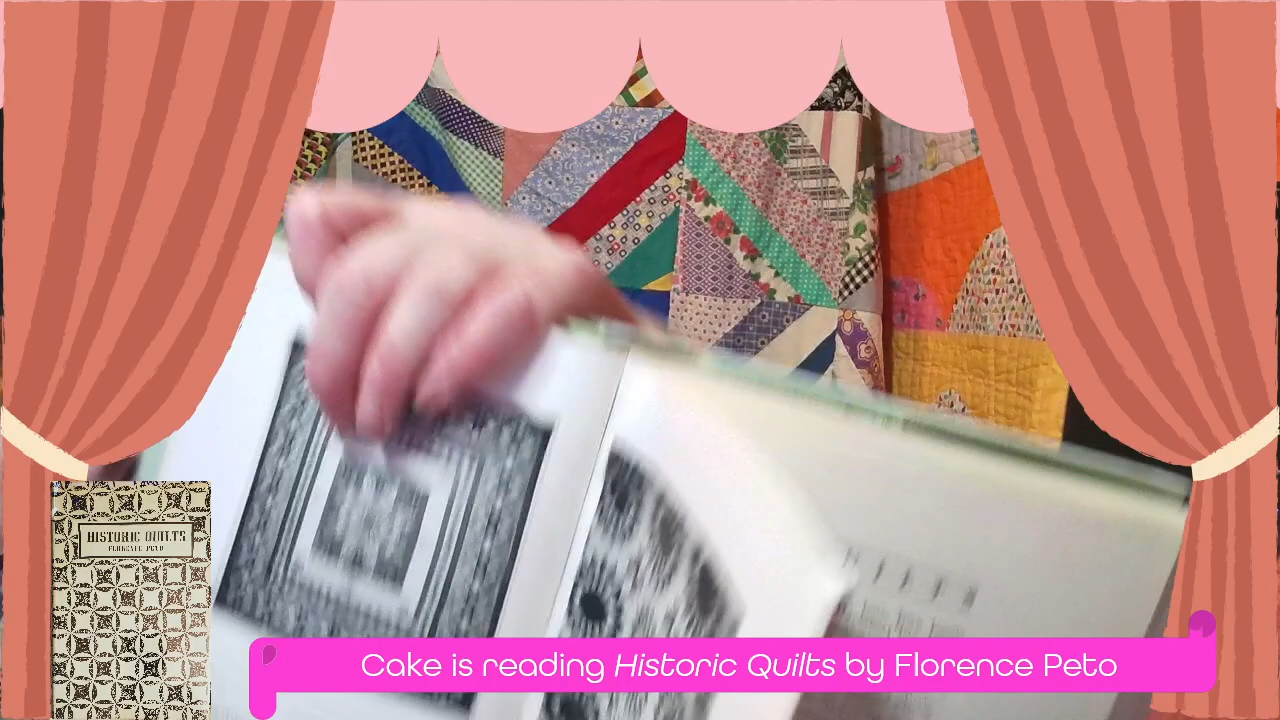 HISTORIC QUILTS
FLORENCE PETO
Cake is reading Historic Quilts by Florence Peto